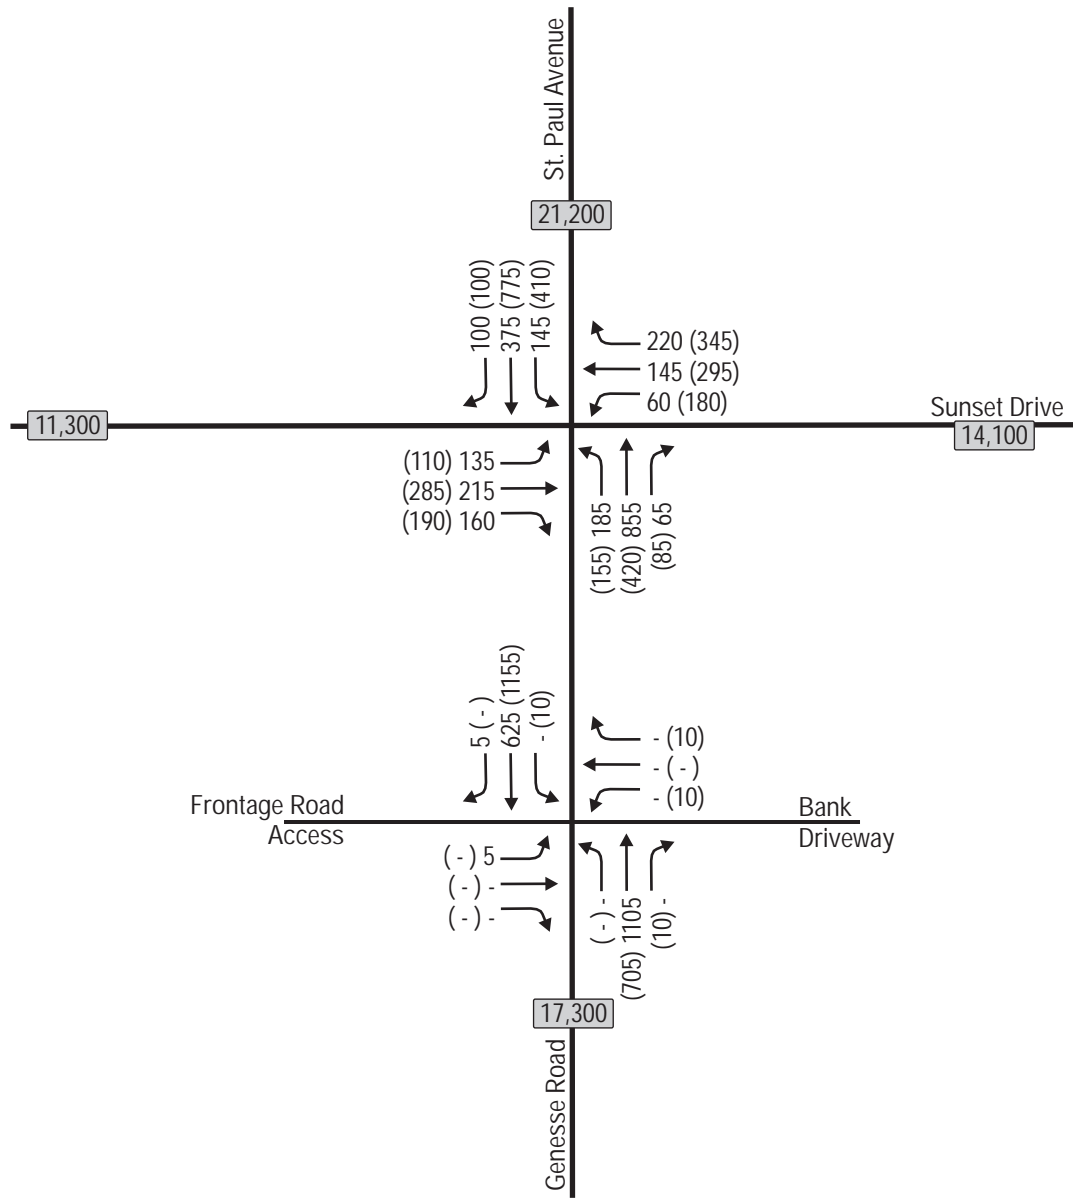 St. Paul Avenue
21,200
100 (100)
375 (775)
145 (410)
220 (345)
145 (295)
60 (180)
Sunset Drive
11,300
14,100
(110) 135
(285) 215
(190) 160
(155) 185
(420) 855
(85) 65
5 ( - )
625 (1155)
- (10)
- (10)
- ( - )
- (10)
Frontage Road
Access
Bank
Driveway
( - ) 5
( - ) -
( - ) -
( - ) -
(705) 1105
(10) -
17,300
Genesse Road